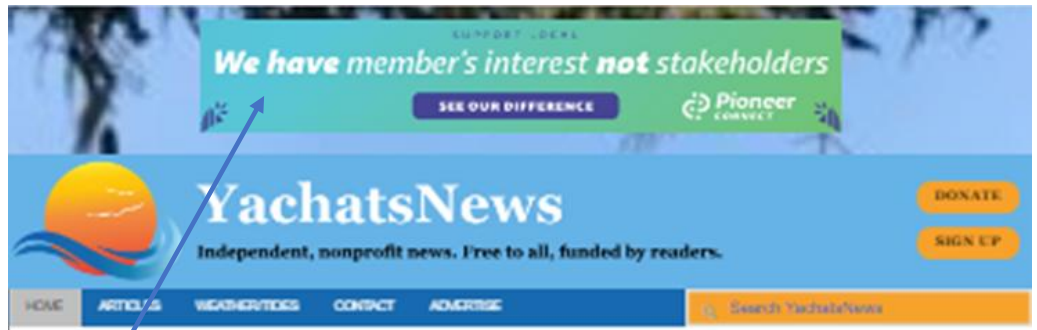 SUPPORT LOCAL
We have member's interest not stakeholders
SEE OUR DIFFERENCE
Pioneer
CONNECT
YachatsNews
DONATE
Independent, nonprofit news. Free to all, funded by readers.
SIGN UP
HOME ARTICLES WEATHER/TIDES CONTACT ADVERTISE Search YachatsNews